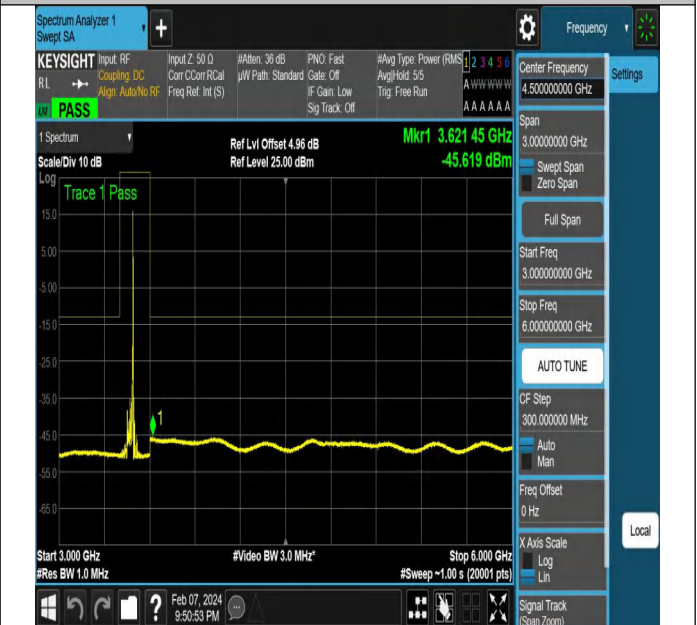 Spectrum Analyzer 1
Swept SA
+
Frequency
KEYSIGHT
RL
PASS
Input: RF
Coupling: DC
Align: Auto/No RF
Input Z: 50 Ω
Corr CCorr RCal
Freq Ref: Int (S)
#Atten: 36 dB
µW Path: Standard
PNO: Fast
Gate: Off
IF Gain: Low
Sig Track: Off
#Avg Type: Power (RMS
Avg|Hold: 5/5
Trig: Free Run
1 2 3 4 5 6
A W W W W W
A A A A A A
1 Spectrum
Scale/Div 10 dB
Log
Ref Lvl Offset 4.96 dB
Ref Level 25.00 dBm
Mkr1 3.621 45 GHz
-45.619 dBm
Trace 1 Pass
15.0
5.00
-5.00
-15.0
-25.0
-35.0
-45.0
-55.0
-65.0
1
Start 3.000 GHz
#Res BW 1.0 MHz
#Video BW 3.0 MHz*
Stop 6.000 GHz
#Sweep ~1.00 s (20001 pts)
?
Feb 07, 2024
9:50:53 PM
Center Frequency
4.500000000 GHz
Settings
Span
3.00000000 GHz
Swept Span
Zero Span
Full Span
Start Freq
3.000000000 GHz
Stop Freq
6.000000000 GHz
AUTO TUNE
CF Step
300.000000 MHz
Auto
Man
Freq Offset
0 Hz
Local
X Axis Scale
Log
Lin
Signal Track
(Span Zoom)